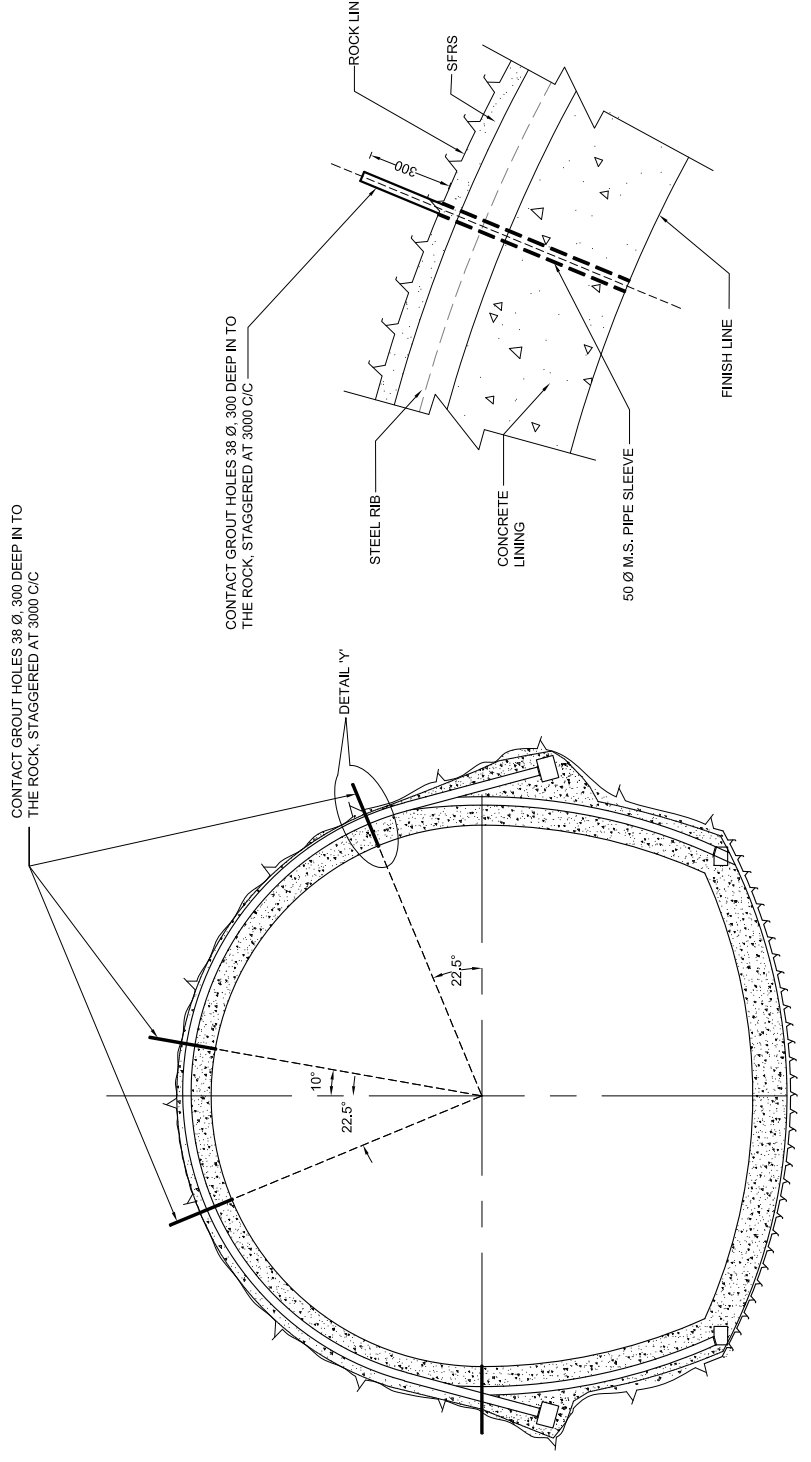 CONTACT GROUT HOLES 38 Ø, 300 DEEP IN TO
THE ROCK, STAGGERED AT 3000 C/C
DETAIL 'Y'
22.5°
10°
22.5°
CONTACT GROUT HOLES 38 Ø, 300 DEEP IN TO
THE ROCK, STAGGERED AT 3000 C/C
ROCK LIN
SFRS
300
STEEL RIB
CONCRETE
LINING
50 Ø M.S. PIPE SLEEVE
FINISH LINE